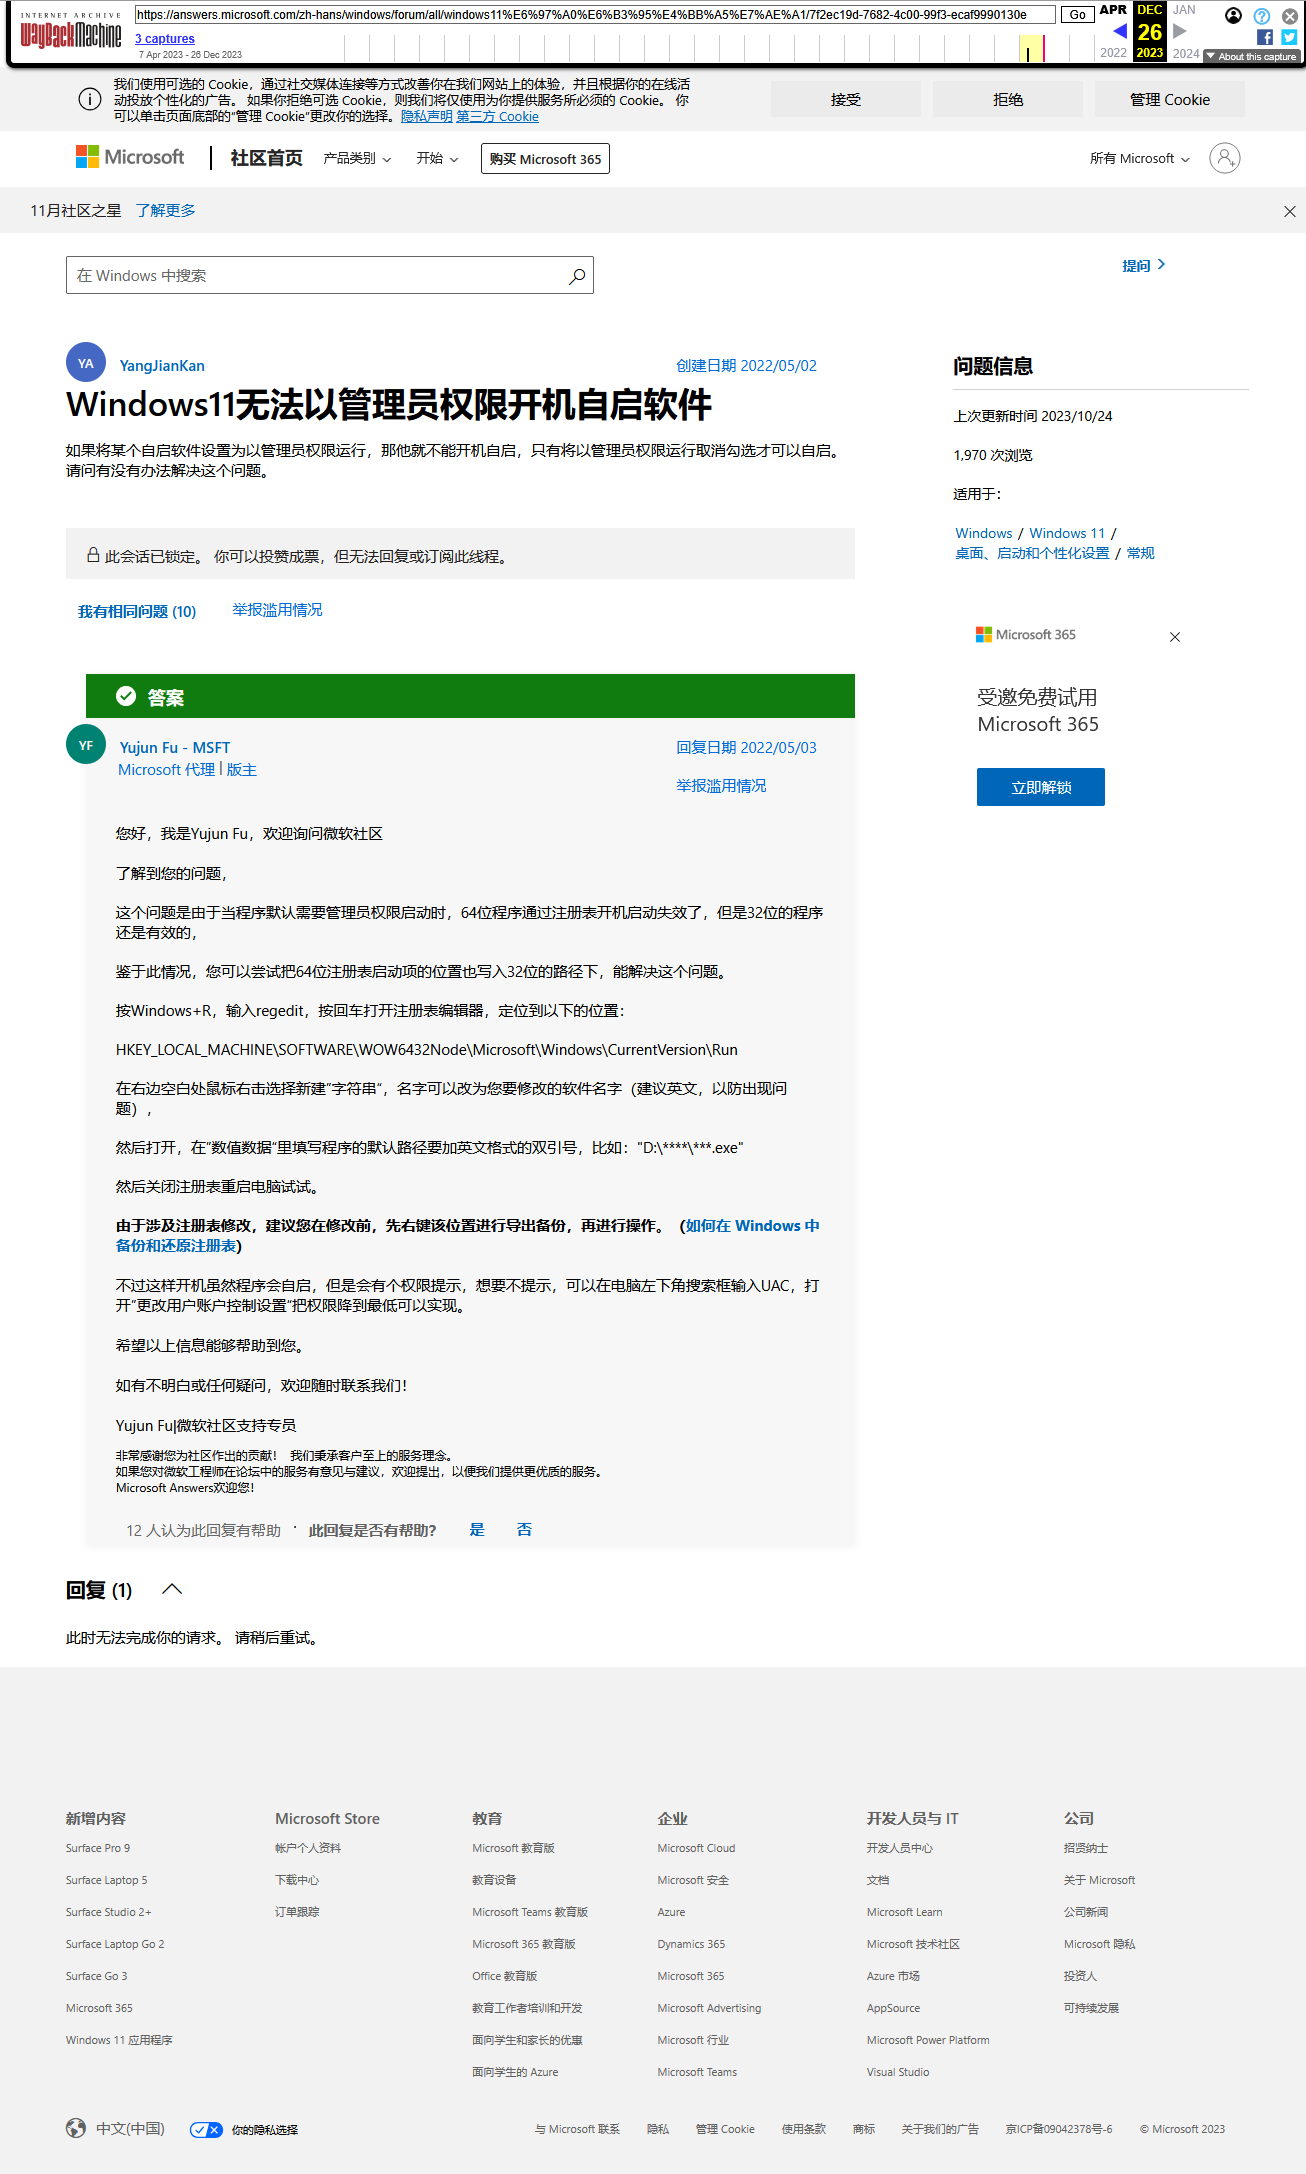 INTERNET ARCHIVE
WayBackMachine
https://answers.microsoft.com/zh-hans/windows/forum/all/windows11%E6%97%A0%E6%B3%95%E4%BB%A5%E7%AE%A1/7f2ec19d-7682-4c00-99f3-ecaf9990130e
Go
APR DEC JAN
3 captures
26
7 Apr 2023 - 26 Dec 2023
2022 2023 2024
About this capture
我们使用可选的 Cookie，通过社交媒体连接等方式改善你在我们网站上的体验，并且根据你的在线活
动投放个性化的广告。 如果你拒绝可选 Cookie，则我们将仅使用为你提供服务所必须的 Cookie。 你
可以单击页面底部的“管理 Cookie”更改你的选择。隐私声明 第三方 Cookie
接受
拒绝
管理 Cookie
Microsoft
社区首页
产品类别
开始
购买 Microsoft 365
所有 Microsoft
11月社区之星 了解更多
在 Windows 中搜索
提问
YA
YangJianKan
创建日期 2022/05/02
Windows11无法以管理员权限开机自启软件
如果将某个自启软件设置为以管理员权限运行，那他就不能开机自启，只有将以管理员权限运行取消勾选才可以自启。
请问有没有办法解决这个问题。
此会话已锁定。 你可以投赞成票，但无法回复或订阅此线程。
我有相同问题 (10)
举报滥用情况
问题信息
上次更新时间 2023/10/24
1,970 次浏览
适用于:
Windows / Windows 11 /
桌面、启动和个性化设置 / 常规
Microsoft 365
受邀免费试用
Microsoft 365
立即解锁
答案
YF
Yujun Fu - MSFT
Microsoft 代理 | 版主
回复日期 2022/05/03
举报滥用情况
您好，我是Yujun Fu，欢迎询问微软社区
了解到您的问题，
这个问题是由于当程序默认需要管理员权限启动时，64位程序通过注册表开机启动失效了，但是32位的程序
还是有效的，
鉴于此情况，您可以尝试把64位注册表启动项的位置也写入32位的路径下，能解决这个问题。
按Windows+R，输入regedit，按回车打开注册表编辑器，定位到以下的位置：
HKEY_LOCAL_MACHINE\SOFTWARE\WOW6432Node\Microsoft\Windows\CurrentVersion\Run
在右边空白处鼠标右击选择新建”字符串“，名字可以改为您要修改的软件名字（建议英文，以防出现问
题），
然后打开，在”数值数据“里填写程序的默认路径要加英文格式的双引号，比如："D:\****\***.exe"
然后关闭注册表重启电脑试试。
由于涉及注册表修改，建议您在修改前，先右键该位置进行导出备份，再进行操作。（如何在 Windows 中
备份和还原注册表)
不过这样开机虽然程序会自启，但是会有个权限提示，想要不提示，可以在电脑左下角搜索框输入UAC，打
开”更改用户账户控制设置“把权限降到最低可以实现。
希望以上信息能够帮助到您。
如有不明白或任何疑问，欢迎随时联系我们！
Yujun Fu|微软社区支持专员
非常感谢您为社区作出的贡献！ 我们秉承客户至上的服务理念。
如果您对微软工程师在论坛中的服务有意见与建议，欢迎提出，以便我们提供更优质的服务。
Microsoft Answers欢迎您！
12 人认为此回复有帮助 · 此回复是否有帮助? 是 否
回复 (1)
此时无法完成你的请求。 请稍后重试。
新增内容
Surface Pro 9
Surface Laptop 5
Surface Studio 2+
Surface Laptop Go 2
Surface Go 3
Microsoft 365
Windows 11 应用程序
Microsoft Store
帐户个人资料
下载中心
订单跟踪
教育
Microsoft 教育版
教育设备
Microsoft Teams 教育版
Microsoft 365 教育版
Office 教育版
教育工作者培训和开发
面向学生和家长的优惠
面向学生的 Azure
企业
Microsoft Cloud
Microsoft 安全
Azure
Dynamics 365
Microsoft 365
Microsoft Advertising
Microsoft 行业
Microsoft Teams
开发人员与 IT
开发人员中心
文档
Microsoft Learn
Microsoft 技术社区
Azure 市场
AppSource
Microsoft Power Platform
Visual Studio
公司
招贤纳士
关于 Microsoft
公司新闻
Microsoft 隐私
投资人
可持续发展
中文(中国)
你的隐私选择
与 Microsoft 联系
隐私
管理 Cookie
使用条款
商标
关于我们的广告
京ICP备09042378号-6
© Microsoft 2023